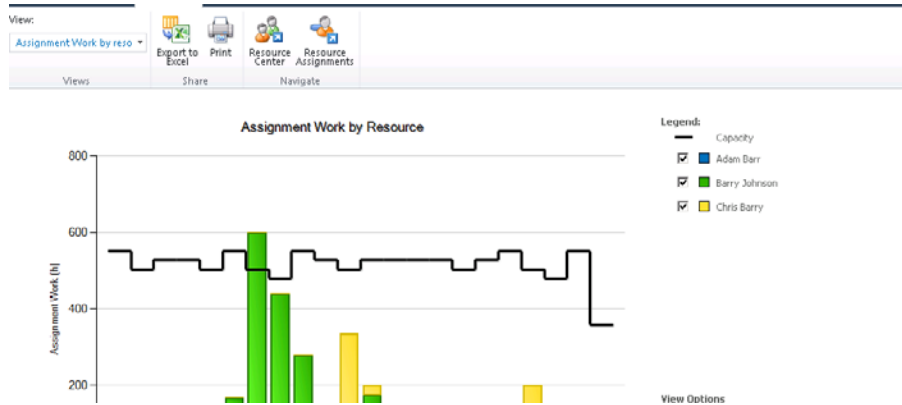 View:
Assignment Work by reso
Export to Excel
Print
Resource Center
Resource Assignments
Views
Share
Navigate
Assignment Work by Resource
Legend:
Capacity
Adam Barr
Barry Johnson
Chris Barry
800
600
400
200
Assignment Work [h]
View Options